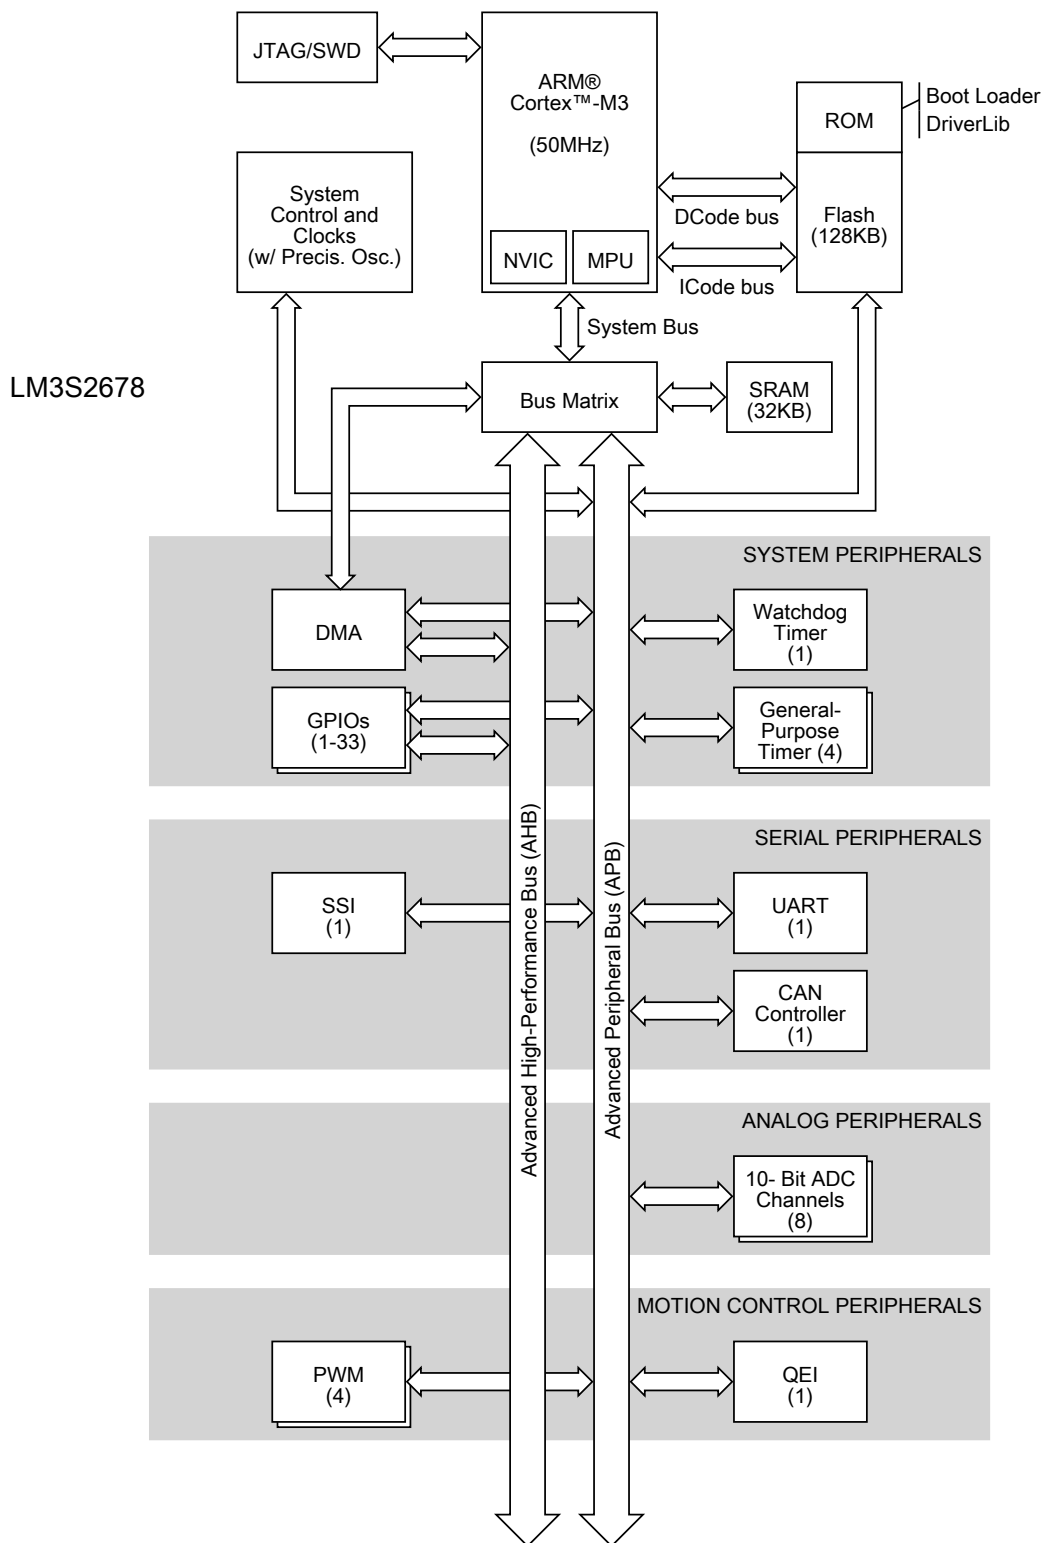 JTAG/SWD
ARM®
Cortex™-M3
(50MHz)
NVIC
MPU
System
Control and
Clocks
(w/ Precis. Osc.)
ROM
Boot Loader
DriverLib
Flash
(128KB)
DCode bus
ICode bus
System Bus
LM3S2678
Bus Matrix
SRAM
(32KB)
SYSTEM PERIPHERALS
DMA
Watchdog
Timer
(1)
GPIOs
(1-33)
General-
Purpose
Timer (4)
Advanced High-Performance Bus (AHB)
Advanced Peripheral Bus (APB)
SERIAL PERIPHERALS
SSI
(1)
UART
(1)
CAN
Controller
(1)
ANALOG PERIPHERALS
10- Bit ADC
Channels
(8)
MOTION CONTROL PERIPHERALS
PWM
(4)
QEI
(1)